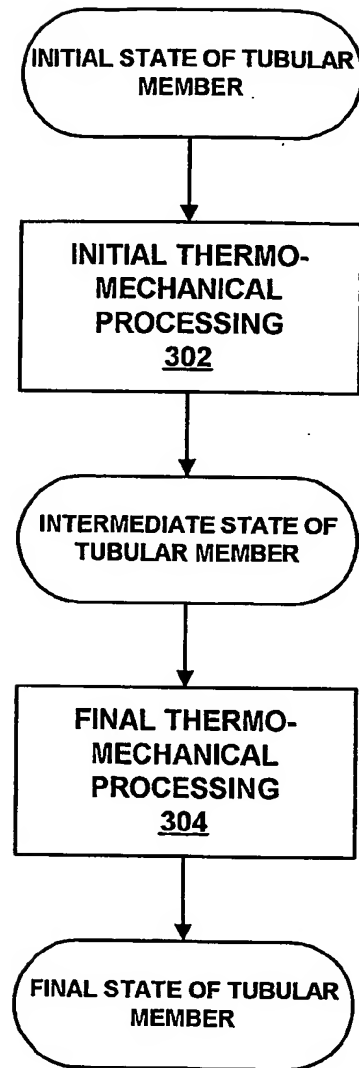 INITIAL STATE OF TUBULAR
MEMBER
INITIAL THERMO-
MECHANICAL
PROCESSING
302
INTERMEDIATE STATE OF
TUBULAR MEMBER
FINAL THERMO-
MECHANICAL
PROCESSING
304
FINAL STATE OF TUBULAR
MEMBER